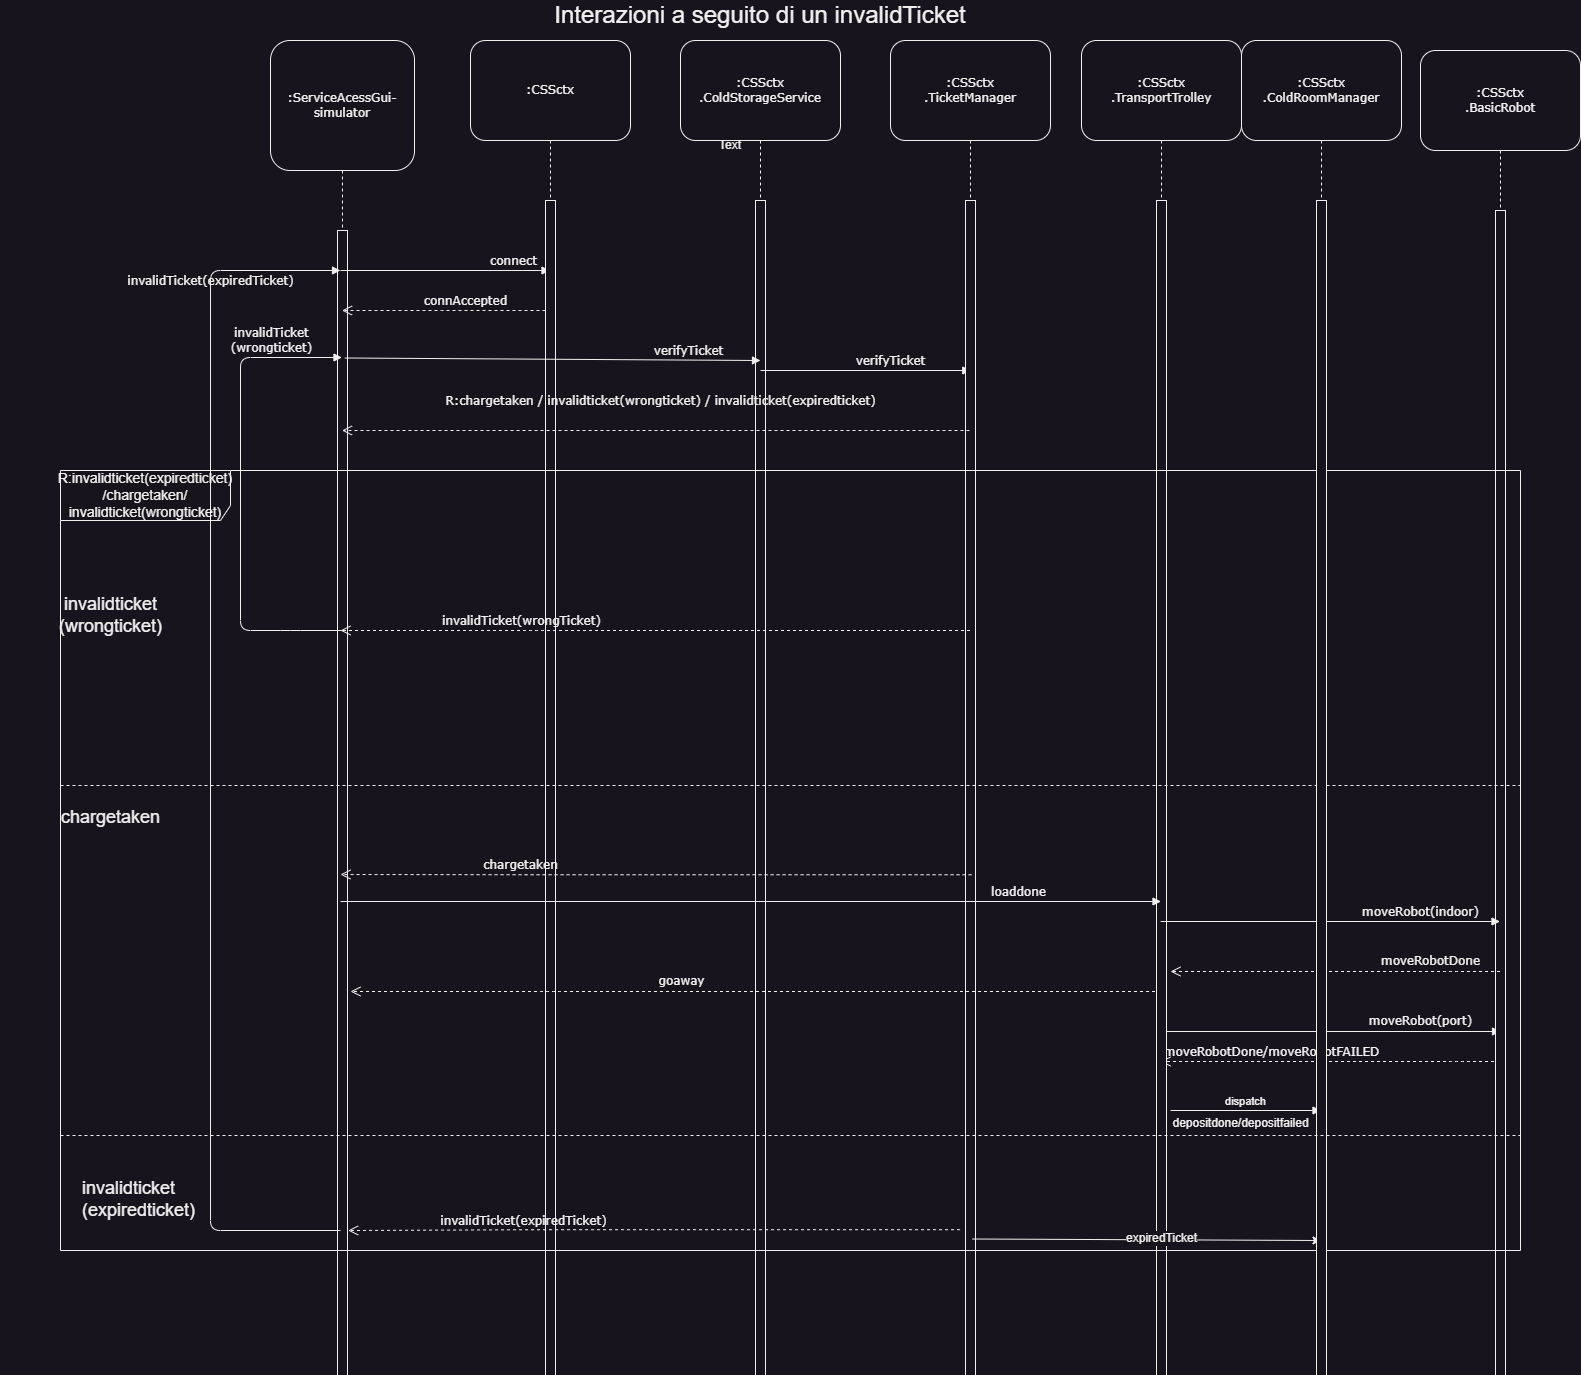 Interazioni a seguito di un invalidTicket
:ServiceAcessGui-
simulator
:CSSctx
:CSSctx
.ColdStorageService
:CSSctx
.TicketManager
:CSSctx
.TransportTrolley
:CSSctx
.ColdRoomManager
:CSSctx
.BasicRobot
Text
connect
invalidTicket(expiredTicket)
connAccepted
invalidTicket
(wrongticket)
verifyTicket
verifyTicket
R:chargetaken / invalidticket(wrongticket) / invalidticket(expiredticket)
R:invalidticket(expiredticket)
/chargetaken/
invalidticket(wrongticket)
invalidticket
(wrongticket)
invalidTicket(wrongTicket)
chargetaken
chargetaken
loaddone
moveRobot(indoor)
moveRobotDone
goaway
moveRobot(port)
moveRobotDone/moveRobotFAILED
dispatch
depositdone/depositfailed
invalidticket
(expiredticket)
invalidTicket(expiredTicket)
expiredTicket